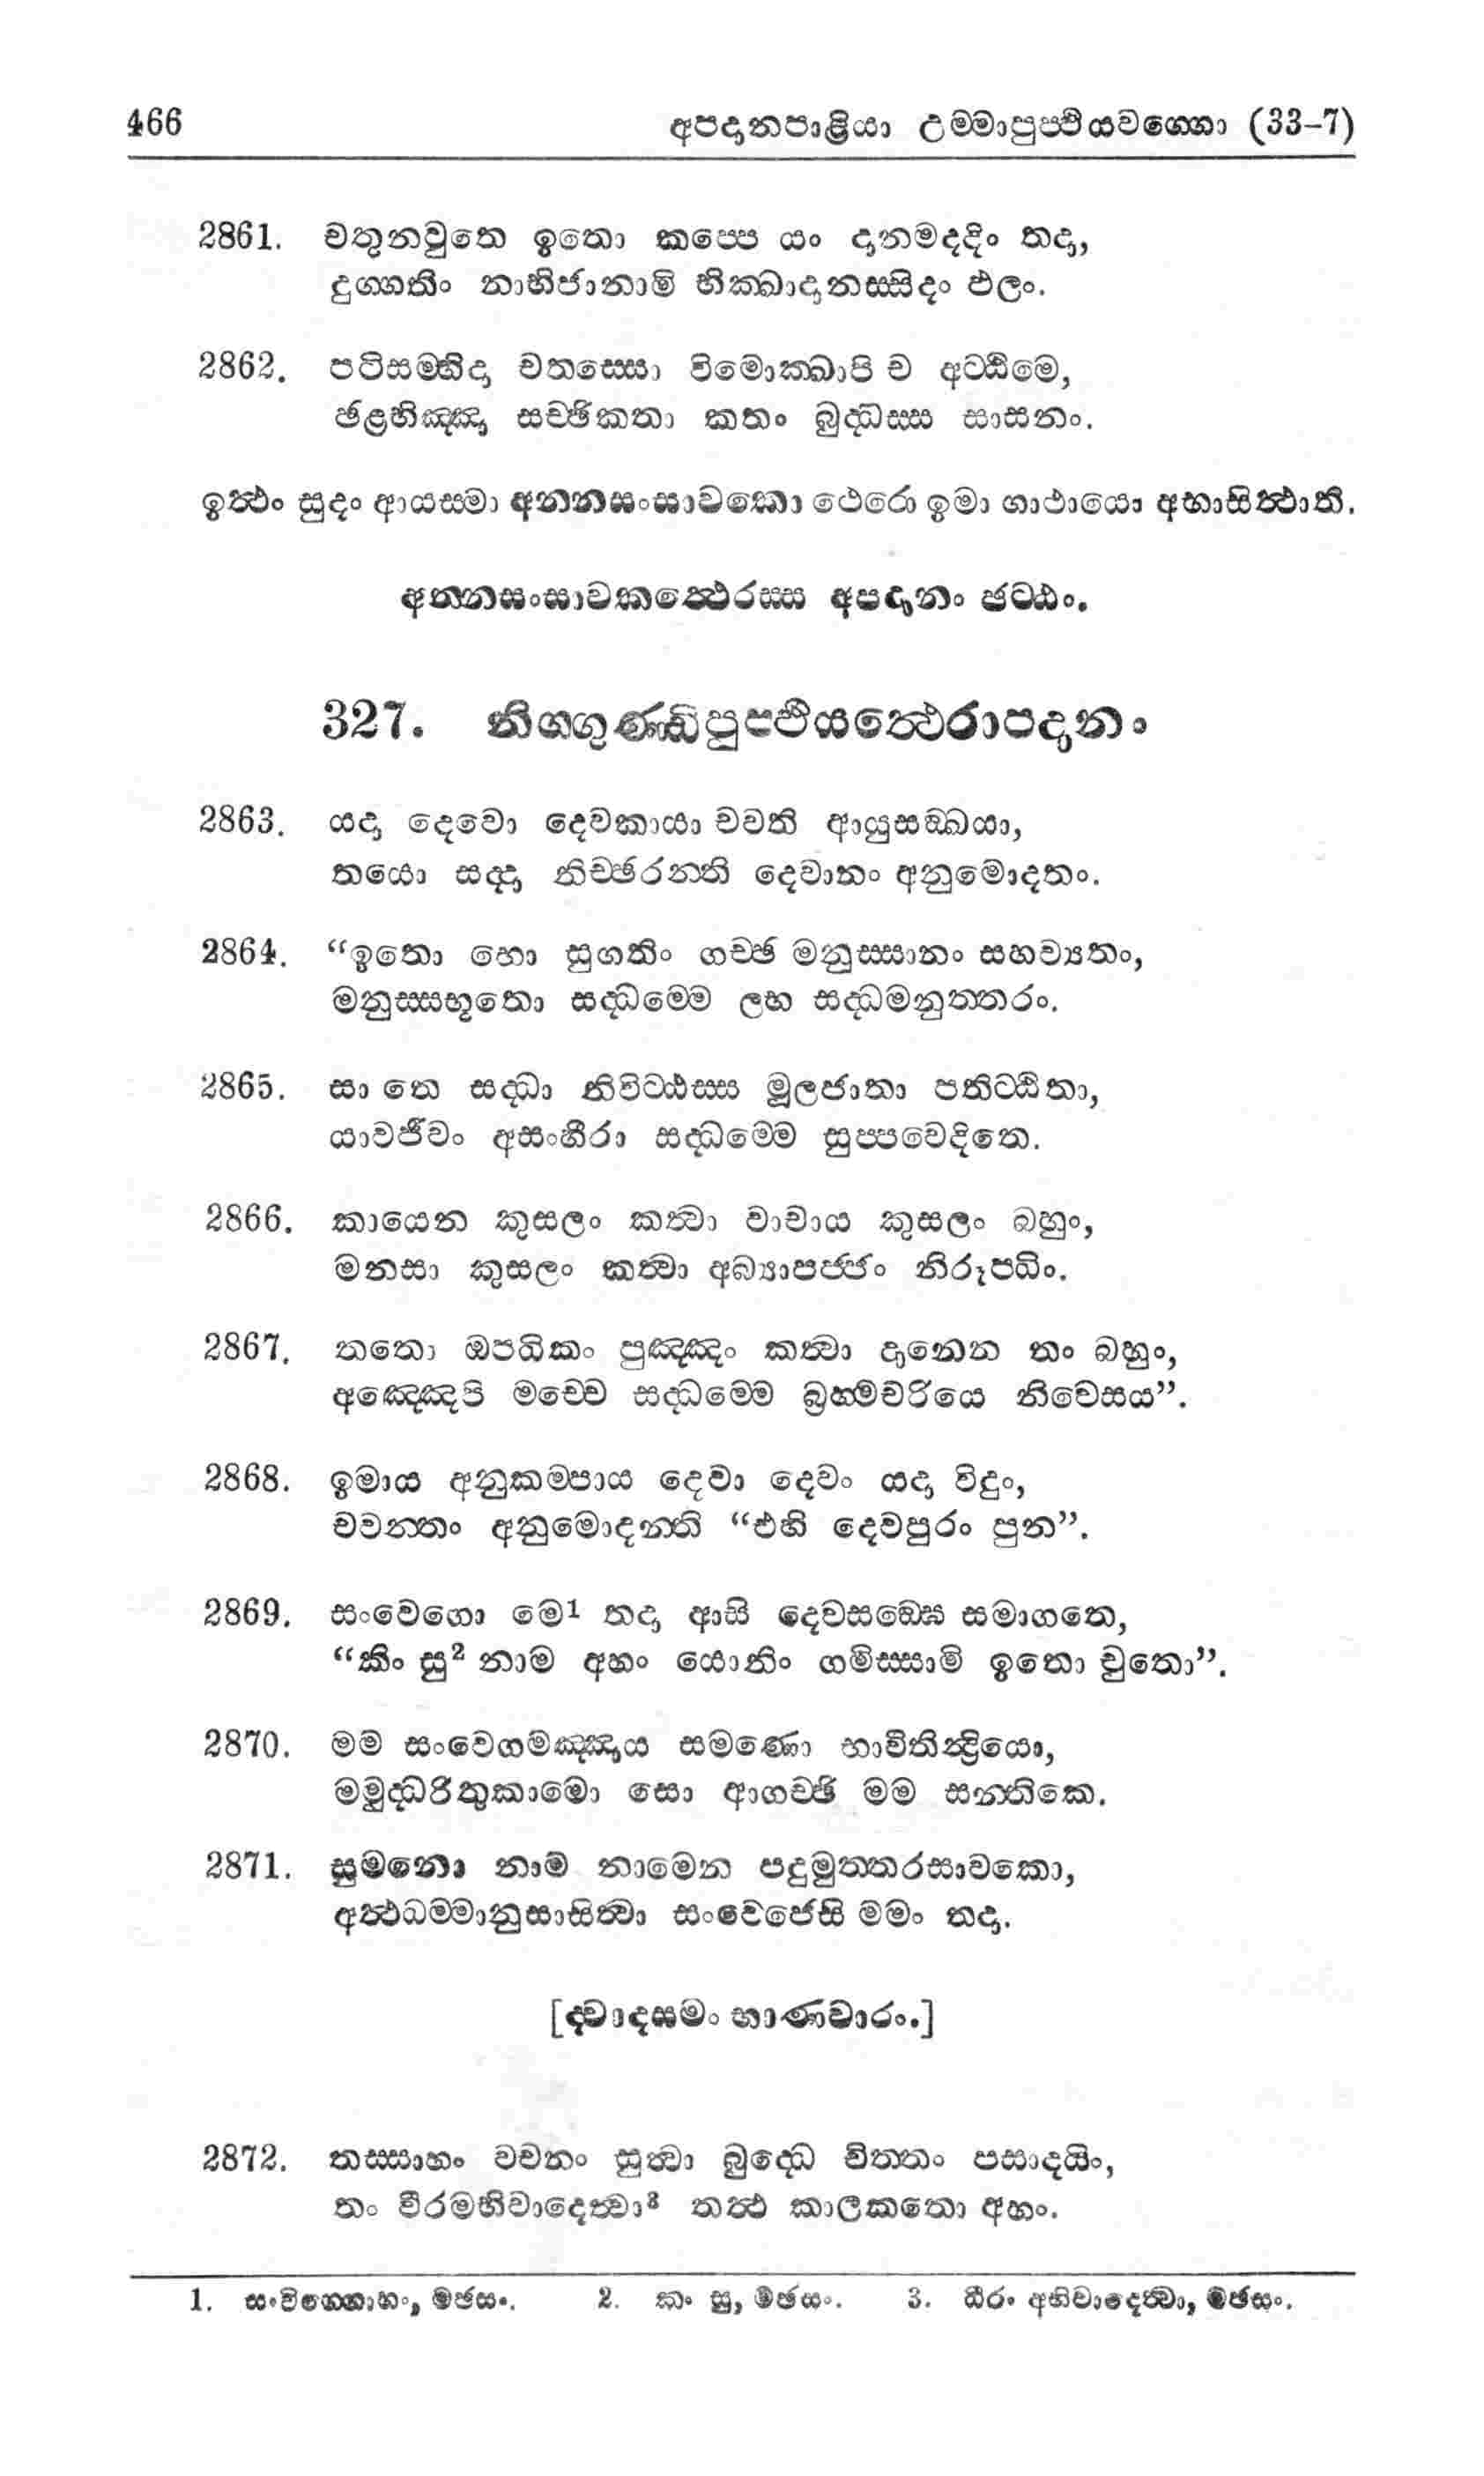 466 අපදානපාළියා උම්මාපුප්ඵියවග්ගො (33-7)
2861. චතුනවුතෙ ඉතො කප්පෙ යං දානමදදිං තදා,
දුග්ගතිං නාභිජානාමි භික්ඛාදානස්සිදං ඵලං.
2862. පටිසම්භිදා චතස්සො විමොක්ඛාපි ච අට්ඨිමෙ,
ඡළභිඤ්ඤා සච්ඡිකතා කතං බුද්ධස්ස සාසනං.
ඉත්ථං සුදං ආයස්මා අන්නසංසාවකො ථෙරො ඉමා ගාථායො අභාසිත්ථාති.
අන්නසංසාවකත්ථෙරස්ස අපදානං ඡට්ඨං.
327. නිග්ගුණ්ඩිපුප්ඵියත්ථෙරාපදානං
2863. යදා දෙවො දෙවකායා චවති ආයුසඞ්ඛයා,
තයො සද්දා නිච්ඡරන්ති දෙවානං අනුමොදතං.
2864. “ඉතො භො සුගතිං ගච්ඡ මනුස්සානං සහව්‍යතං,
මනුස්සභූතො සද්ධම්මෙ ලභ සද්ධමනුත්තරං.
2865. සා තෙ සද්ධා නිවිට්ඨස්ස මූලජාතා පතිට්ඨිතා,
යාවජීවං අසංහීරා සද්ධම්මෙ සුප්පවෙදිතෙ.
2866. කායෙන කුසලං කත්වා වාචාය කුසලං බහුං,
මනසා කුසලං කත්වා අබ්‍යාපජ්ජං නිරූපධිං.
2867. තතො ඔපධිකං පුඤ්ඤං කත්වා දානෙන තං බහුං,
අඤ්ඤෙපි මච්චෙ සද්ධම්මෙ බ්‍රහ්මචරියෙ නිවෙසය”.
2868. ඉමාය අනුකම්පාය දෙවා දෙවං යදා විදුං,
චවන්තං අනුමොදන්ති “එහි දෙවපුරං පුන”.
2869. සංවෙගො මෙ1 තදා ආසි දෙවසඞ්ඝෙ සමාගතෙ,
“කිං සු2 නාම අහං යොනිං ගමිස්සාමි ඉතො චුතො”.
2870. මම සංවෙගමඤ්ඤාය සමණො භාවිතින්ද්‍රියො,
මමුද්ධරිතුකාමො සො ආගච්ඡි මම සන්තිකෙ.
2871. සුමනො නාම නාමෙන පදුමුත්තරසාවකො,
අත්ථධම්මානුසාසිත්වා සංවෙජෙසි මමං තදා.
[ද්වාදසමං භාණවාරං.]
2872. තස්සාහං වචනං සුත්වා බුද්ධෙ චිත්තං පසාදයිං,
තං වීරමභිවාදෙත්වා3 තත්ථ කාලකතො අහං.
1. සංවිග්ගොහං, මඡසං. 2. කං සු, මඡසං. 3. ධීරං අභිවාදෙත්වා, මඡසං.